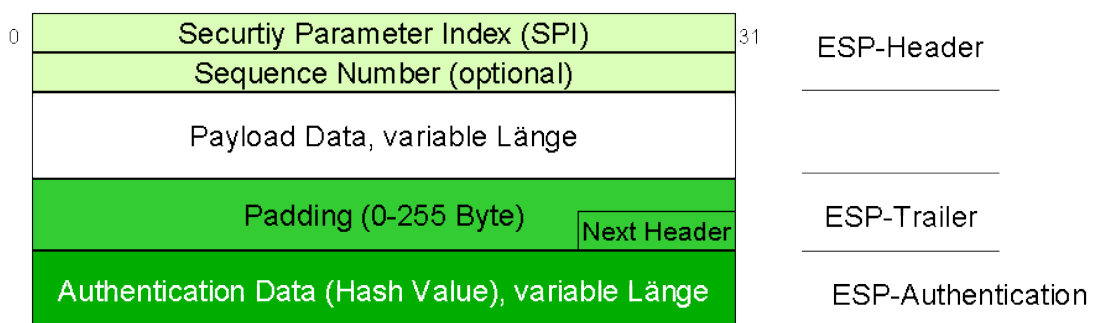 0
Securtiy Parameter Index (SPI)
31
ESP-Header
Sequence Number (optional)
Payload Data, variable Länge
Padding (0-255 Byte)
Next Header
ESP-Trailer
Authentication Data (Hash Value), variable Länge
ESP-Authentication